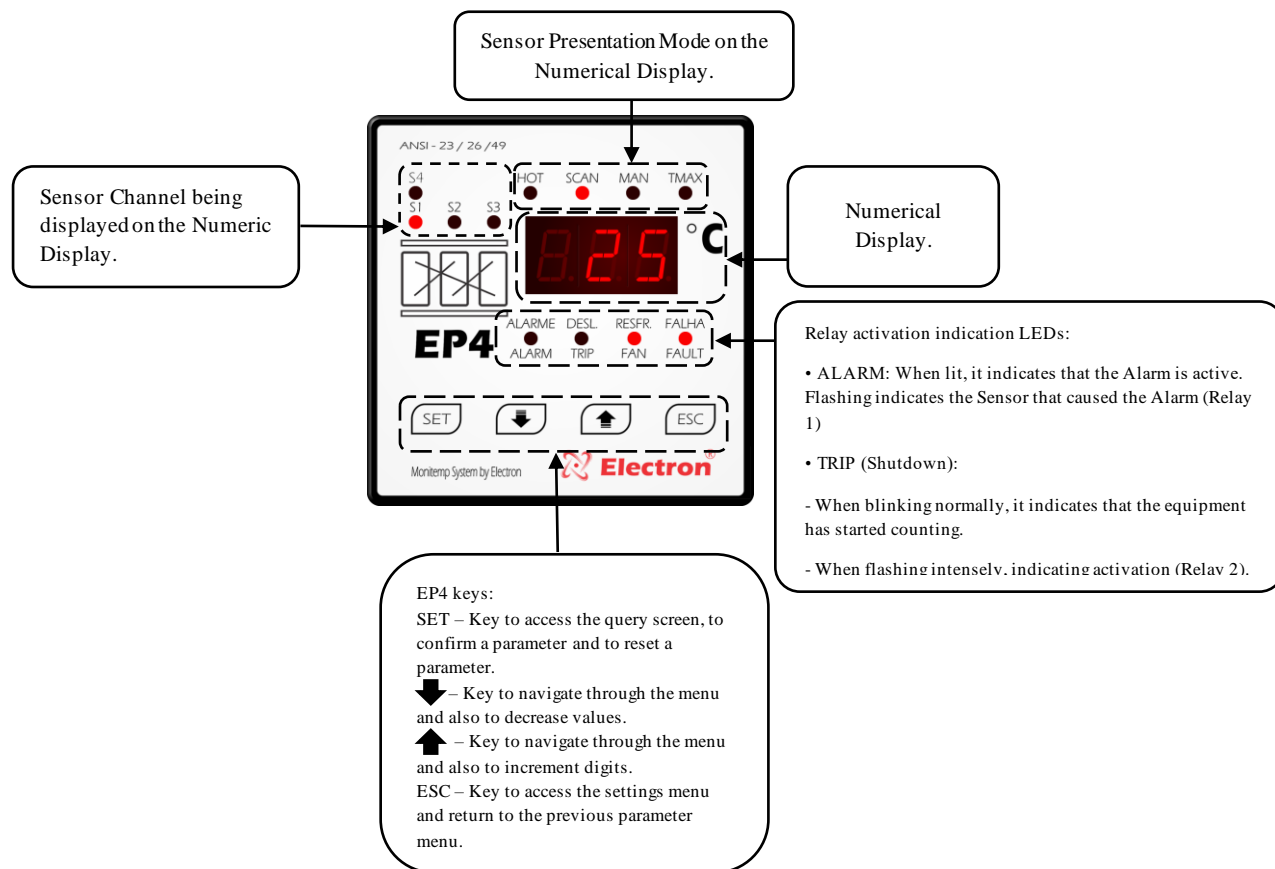 Sensor Presentation Mode on the
Numerical Display.
Sensor Channel being
displayed on the Numeric
Display.
ANSI - 23 / 26 /49
S4
S1 S2 S3
HOT SCAN MAN TMAX
25 °C
Numerical
Display.
EP4
ALARME DESL. RESFR. FALHA
ALARM TRIP FAN FAULT
SET ESC
Monitemp System by Electron
Electron®
Relay activation indication LEDs:
• ALARM: When lit, it indicates that the Alarm is active.
Flashing indicates the Sensor that caused the Alarm (Relay
1)
• TRIP (Shutdown):
- When blinking normally, it indicates that the equipment
has started counting.
- When flashing intensely, indicating activation (Relay 2).
EP4 keys:
SET – Key to access the query screen, to
confirm a parameter and to reset a
parameter.
– Key to navigate through the menu
and also to decrease values.
– Key to navigate through the menu
and also to increment digits.
ESC – Key to access the settings menu
and return to the previous parameter
menu.